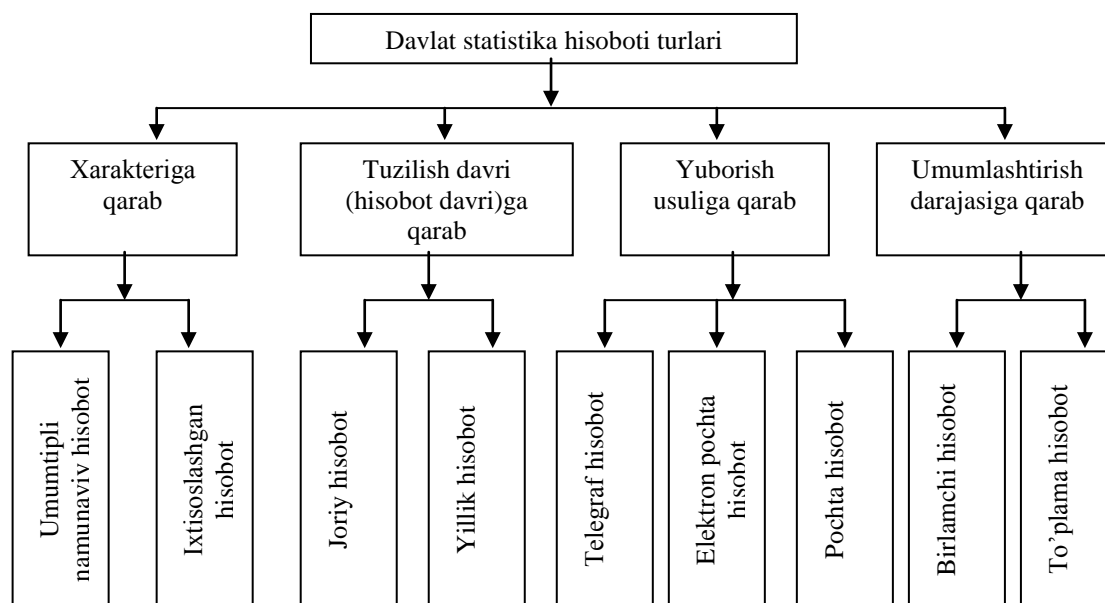 Davlat statistika hisoboti turlari
Xarakteriga
qarab
Tuzilish davri
(hisobot davri)ga
qarab
Yuborish
usuliga qarab
Umumlashtirish
darajasiga qarab
Umuntipli
namunaviv hisobot
Ixtisoslashgan
hisobot
Joriy hisobot
Yillik hisobot
Telegraf hisobot
Elektron pochta
hisobot
Pochta hisobot
Birlamchi hisobot
To’plama hisobot